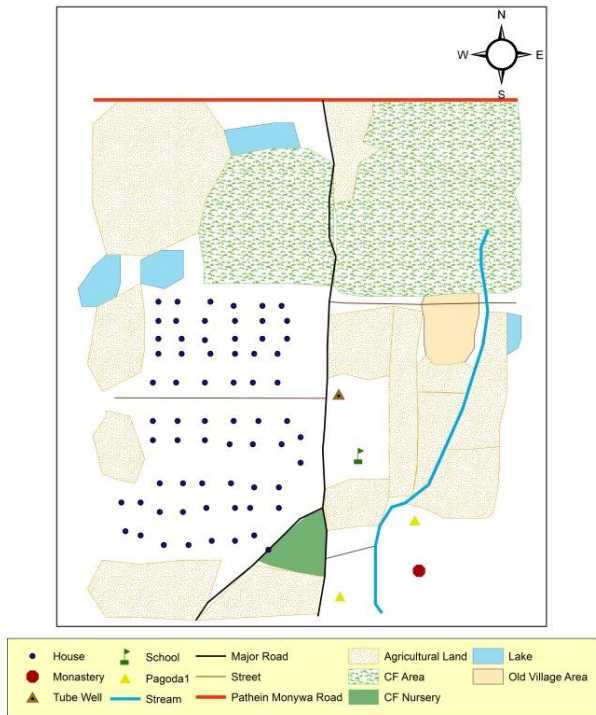 N
W E
S
House
School
Major Road
Agricultural Land
Lake
Monastery
Pagoda1
Street
CF Area
Old Village Area
Tube Well
Stream
Pathein Monywa Road
CF Nursery